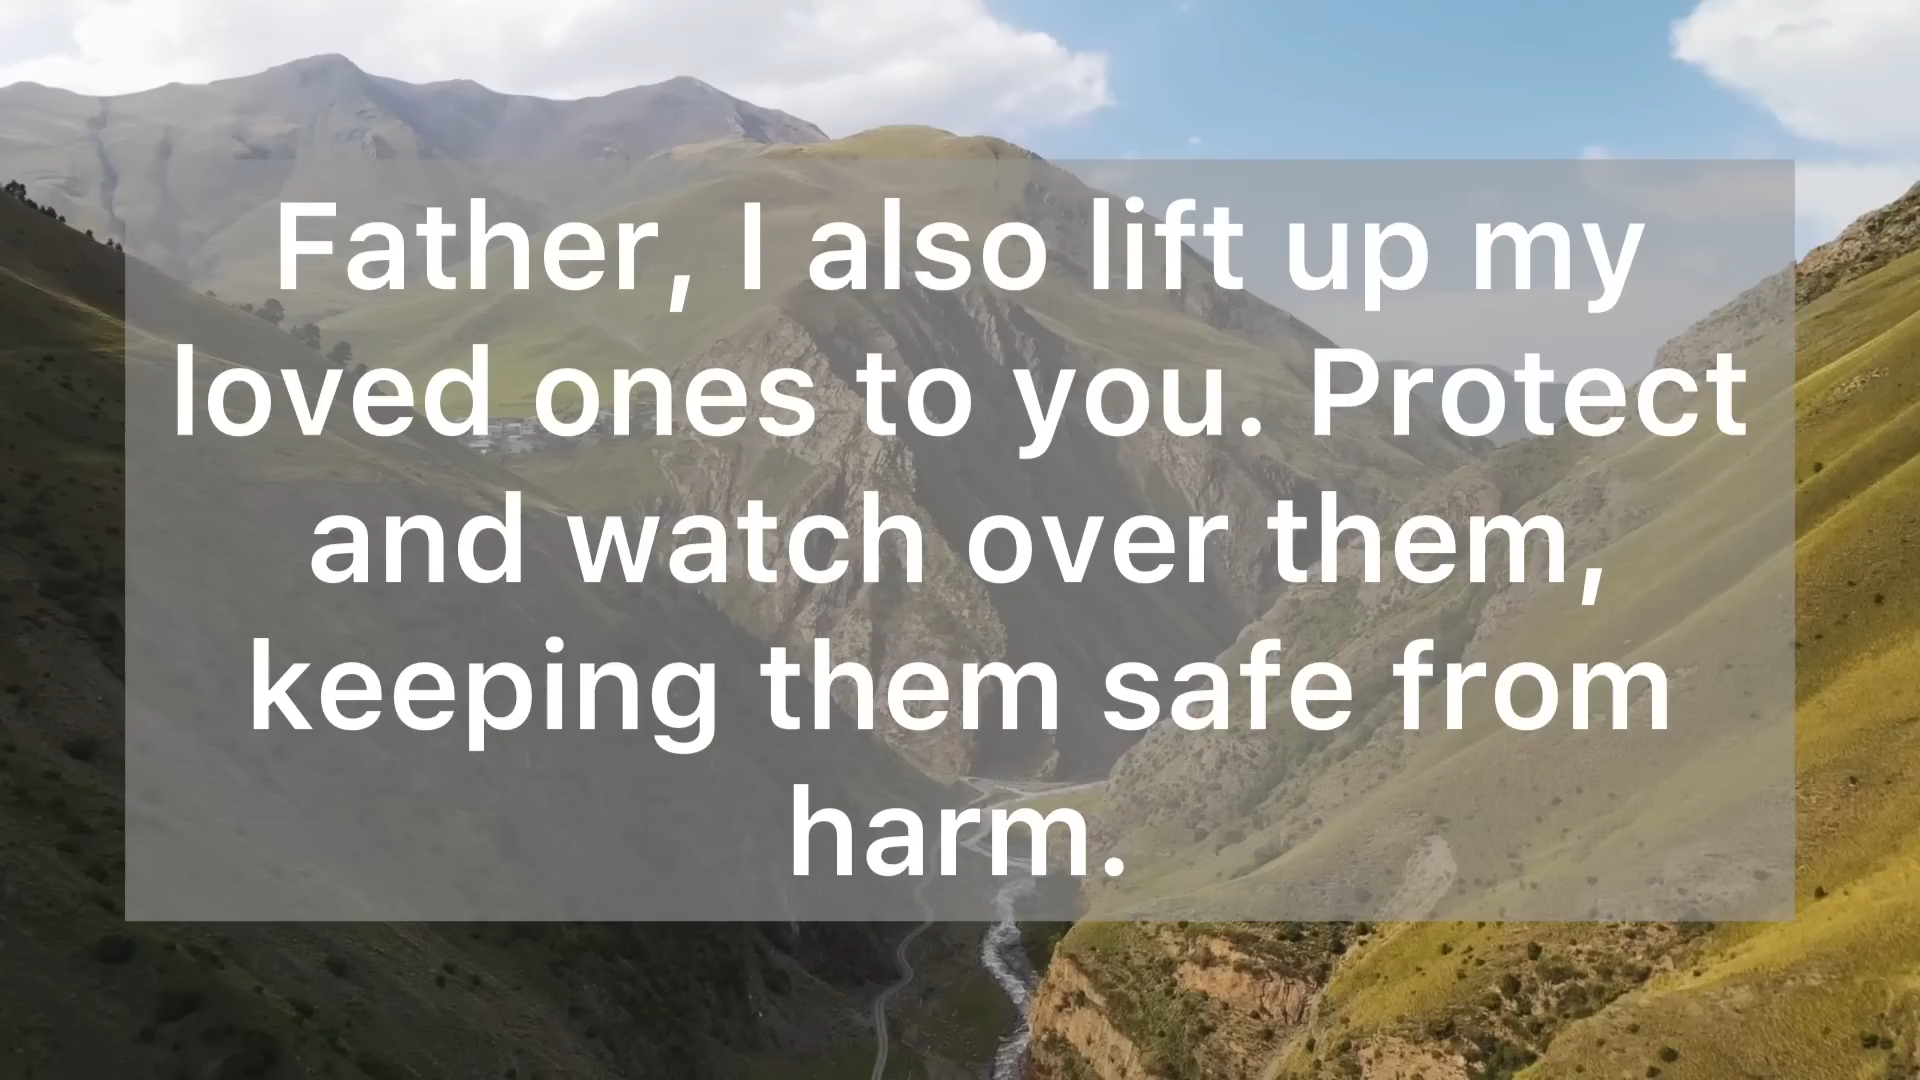 Father, I also lift up my
loved ones to you. Protect
and watch over them,
keeping them safe from
harm.